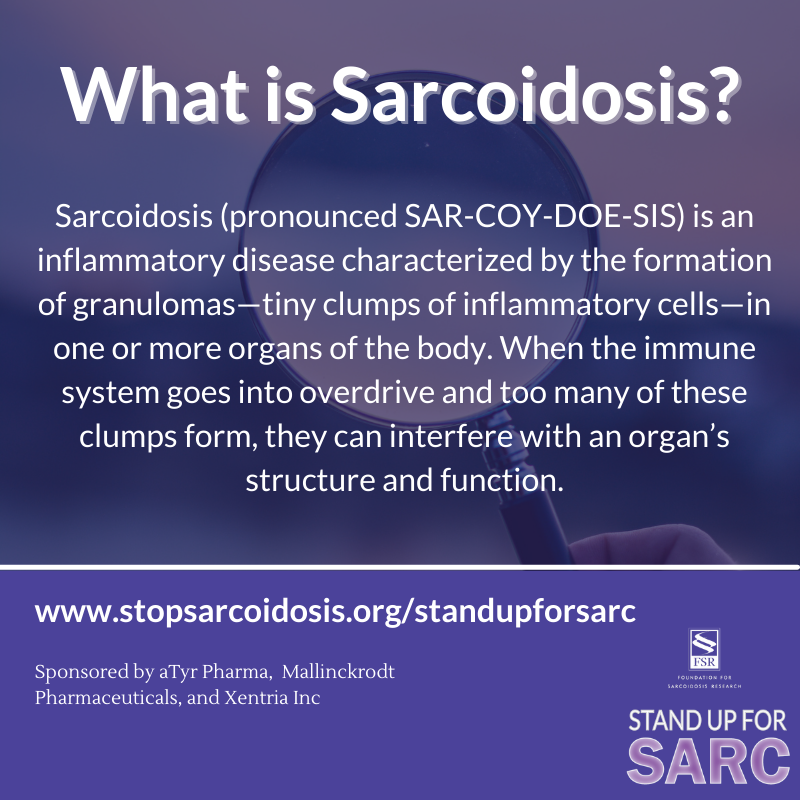 What is Sarcoidosis?
Sarcoidosis (pronounced SAR-COY-DOE-SIS) is an
inflammatory disease characterized by the formation
of granulomas—tiny clumps of inflammatory cells—in
one or more organs of the body. When the immune
system goes into overdrive and too many of these
clumps form, they can interfere with an organ’s
structure and function.
www.stopsarcoidosis.org/standupforsarc
Sponsored by aTyr Pharma, Mallinckrodt
Pharmaceuticals, and Xentria Inc
FSR
FOUNDATION FOR
SARCOIDOSIS RESEARCH
STAND UP FOR
SARC